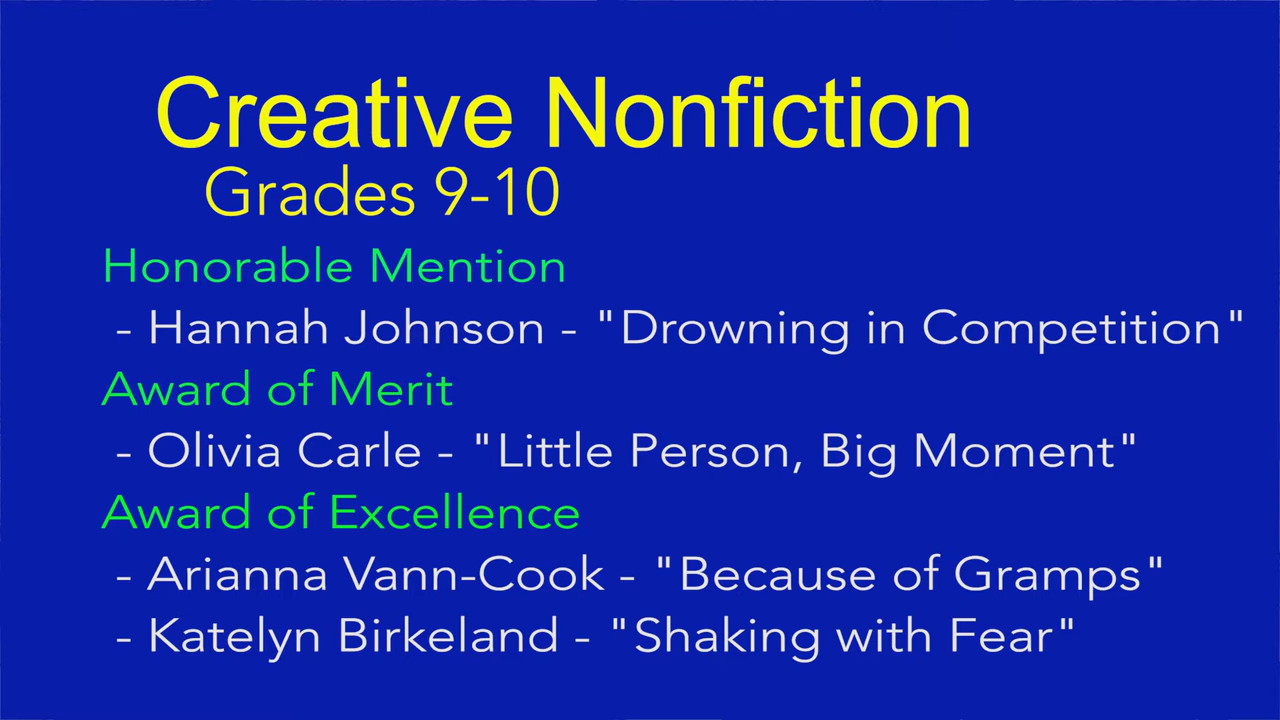 Creative Nonfiction
Grades 9-10
Honorable Mention
- Hannah Johnson - "Drowning in Competition"
Award of Merit
- Olivia Carle - "Little Person, Big Moment"
Award of Excellence
- Arianna Vann-Cook - "Because of Gramps"
- Katelyn Birkeland - "Shaking with Fear"